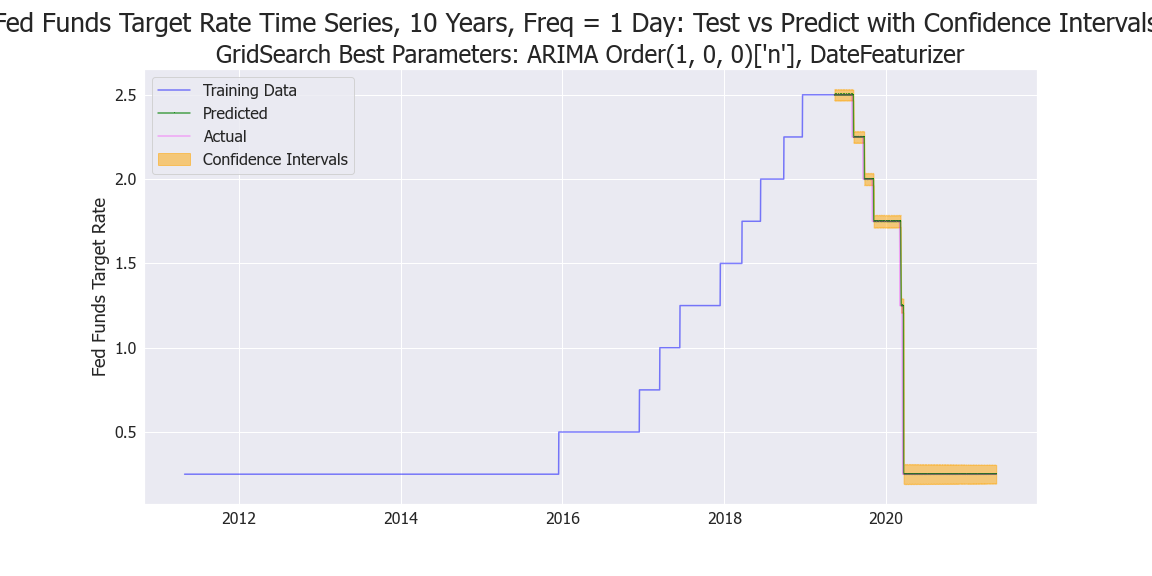 Fed Funds Target Rate Time Series, 10 Years, Freq = 1 Day: Test vs Predict with Confidence Intervals
GridSearch Best Parameters: ARIMA Order(1, 0, 0)['n'], DateFeaturizer
Training Data
Predicted
Actual
Confidence Intervals
Fed Funds Target Rate
2.5
2.0
1.5
1.0
0.5
2012 2014 2016 2018 2020